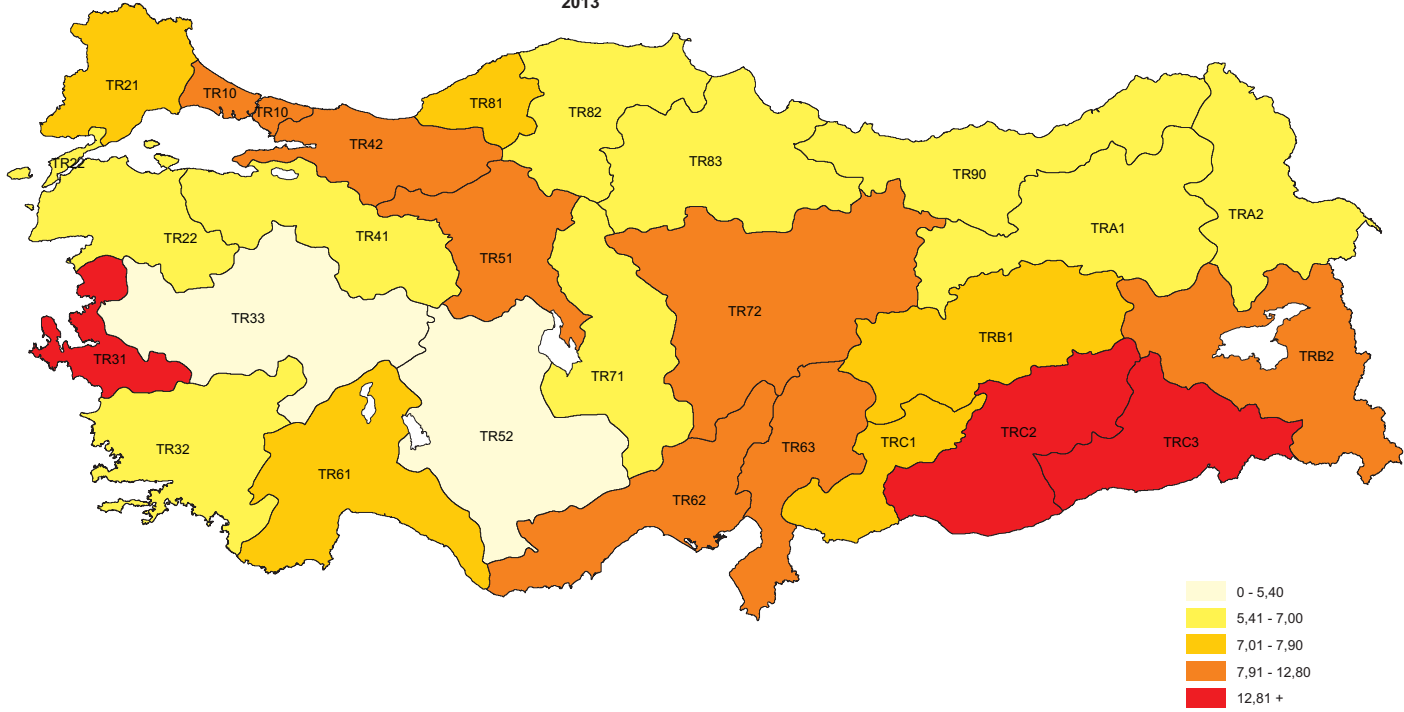 2013
TR21
TR10
TR10
TR81
TR82
TR42
TR22
TR83
TR90
TRA1
TRA2
TR22
TR41
TR51
TR33
TR72
TRB1
TRB2
TR31
TR71
TR32
TR52
TR61
TR63
TRC1
TRC2
TRC3
TR62
0 - 5,40
5,41 - 7,00
7,01 - 7,90
7,91 - 12,80
12,81 +